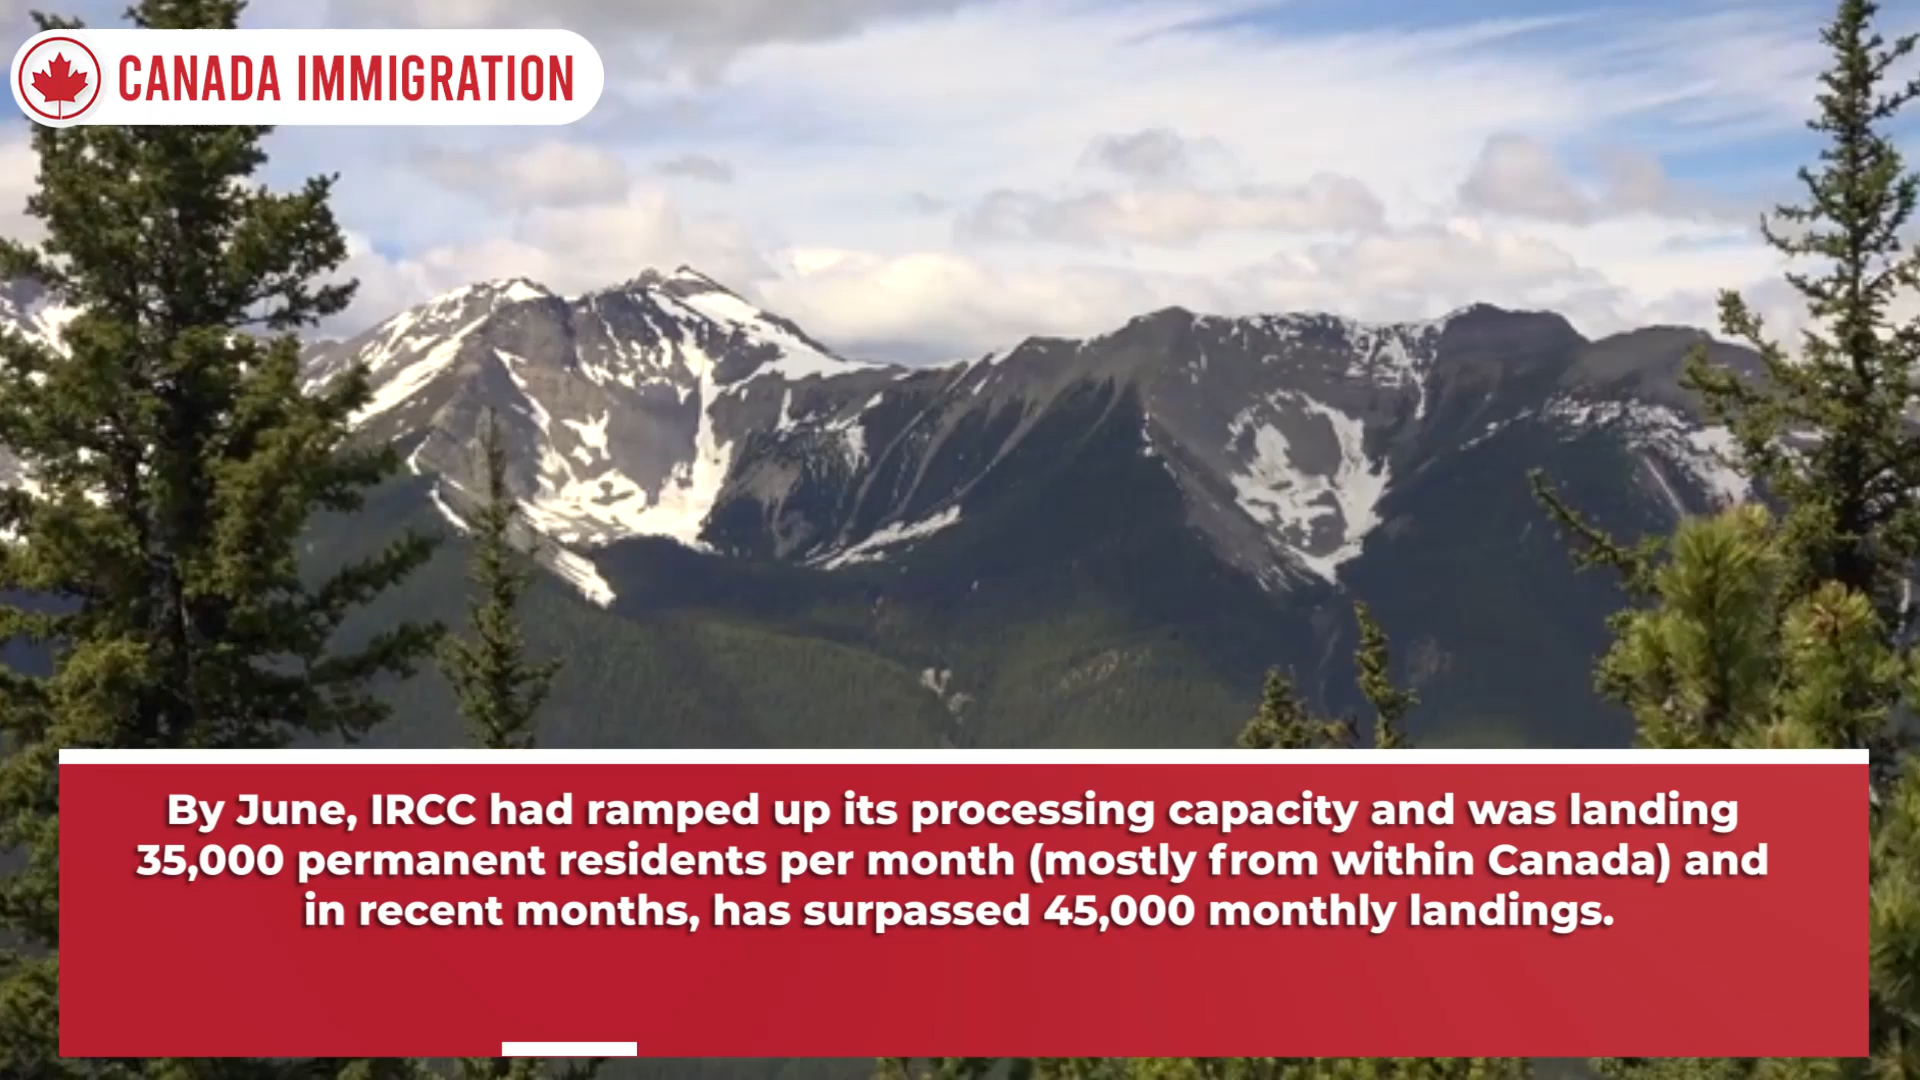 CANADA IMMIGRATION
By June, IRCC had ramped up its processing capacity and was landing
35,000 permanent residents per month (mostly from within Canada) and
in recent months, has surpassed 45,000 monthly landings.